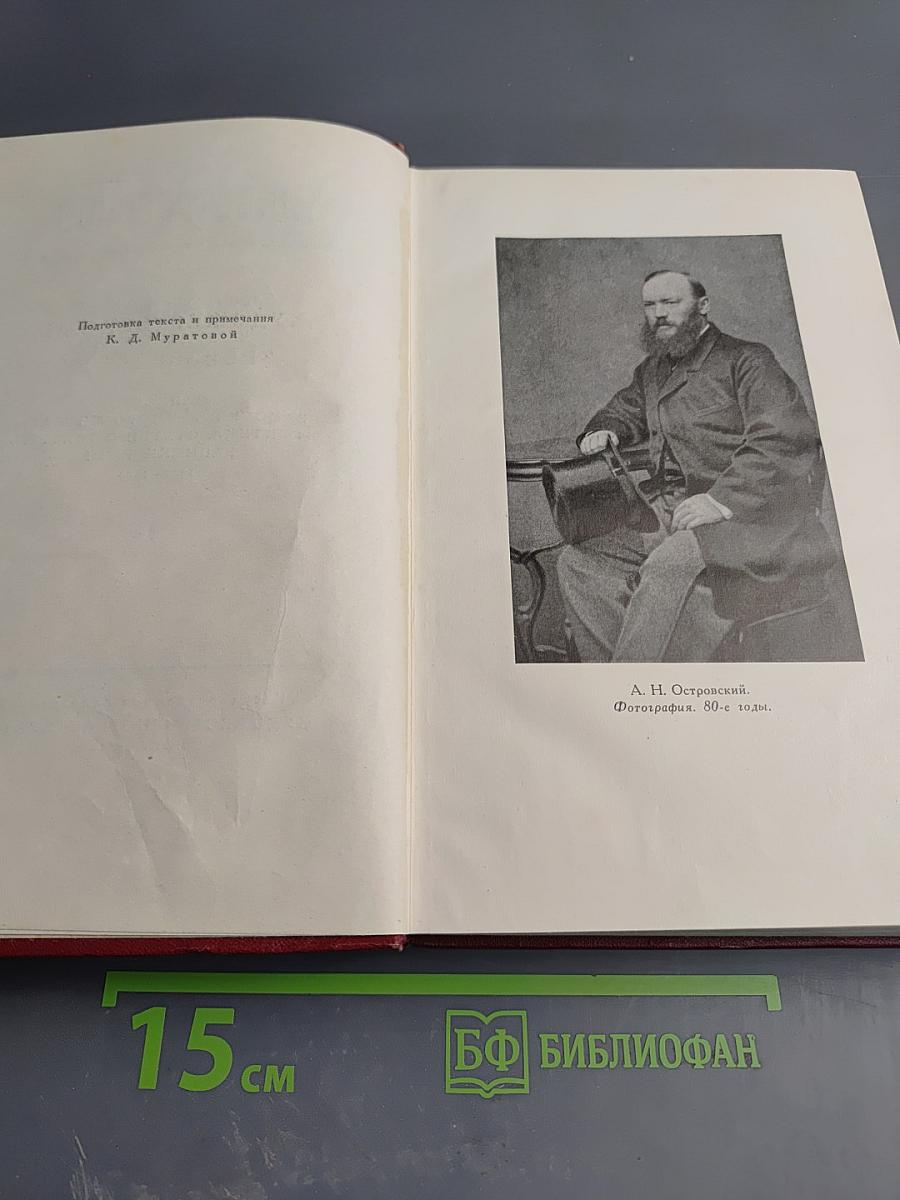 Подготовка текста и примечания
К. Д. Муратовой
А. Н. Островский.
Фотография. 80-е годы.
15 см
БФ БИБЛИОФАН